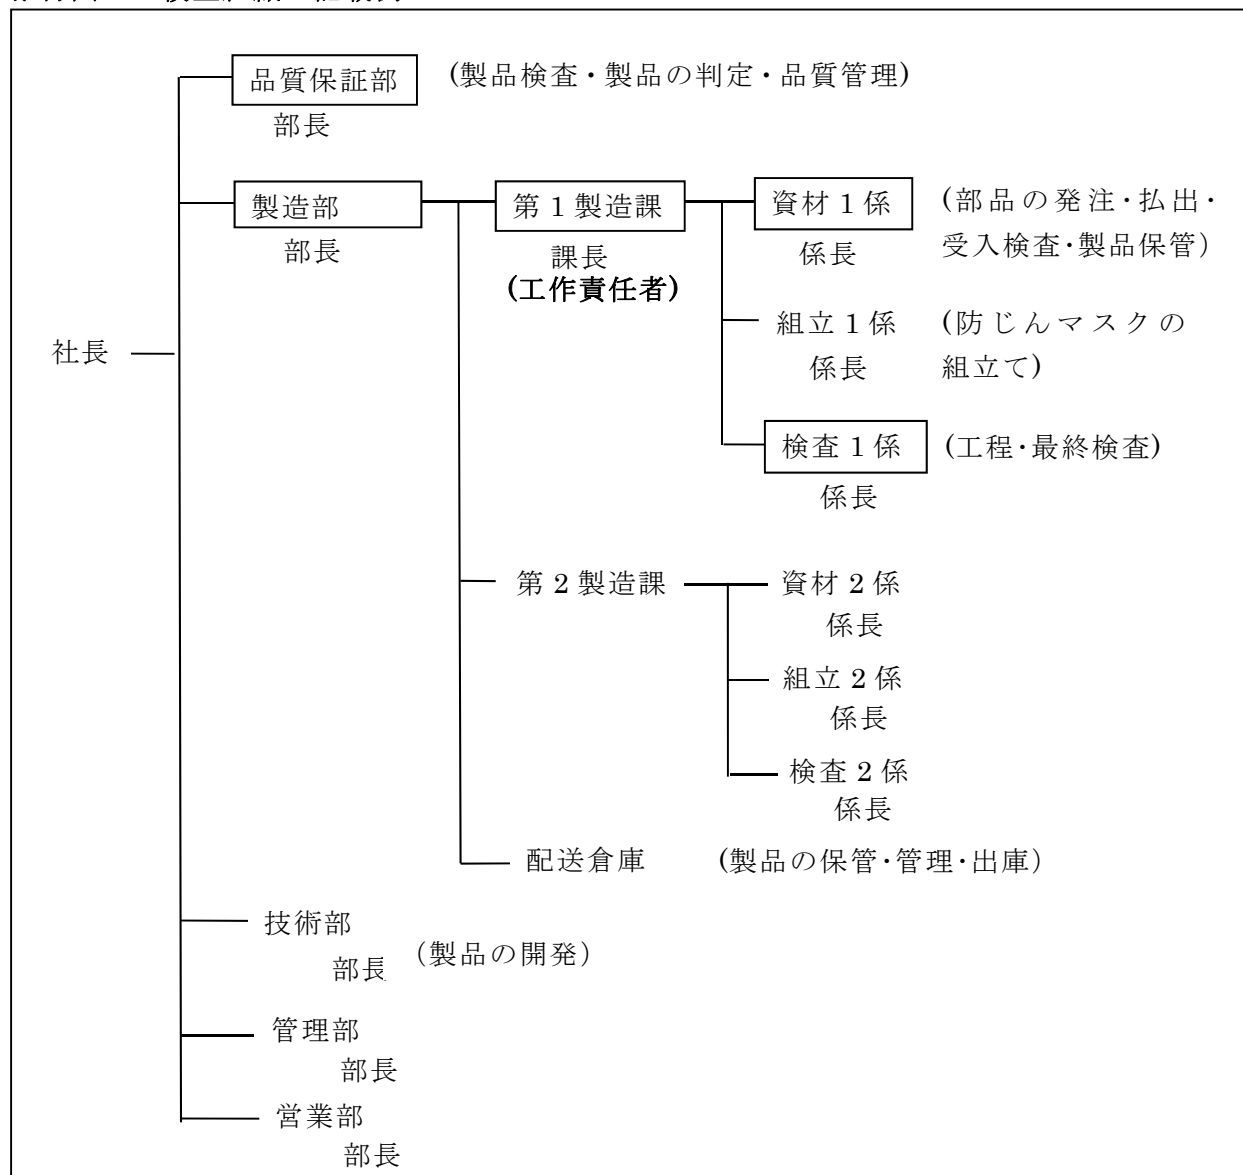 品質保証部 (製品検査・製品の判定・品質管理)
部長
製造部 第1製造課 資材1係 (部品の発注・払出・
部長 課長 係長 受入検査・製品保管)
(工作責任者)
組立1係 (防じんマスクの
社長 係長 組立て)
検査1係 (工程・最終検査)
係長
第2製造課 資材2係
係長
組立2係
係長
検査2係
係長
配送倉庫 (製品の保管・管理・出庫)
技術部
部長 (製品の開発)
管理部
部長
営業部
部長